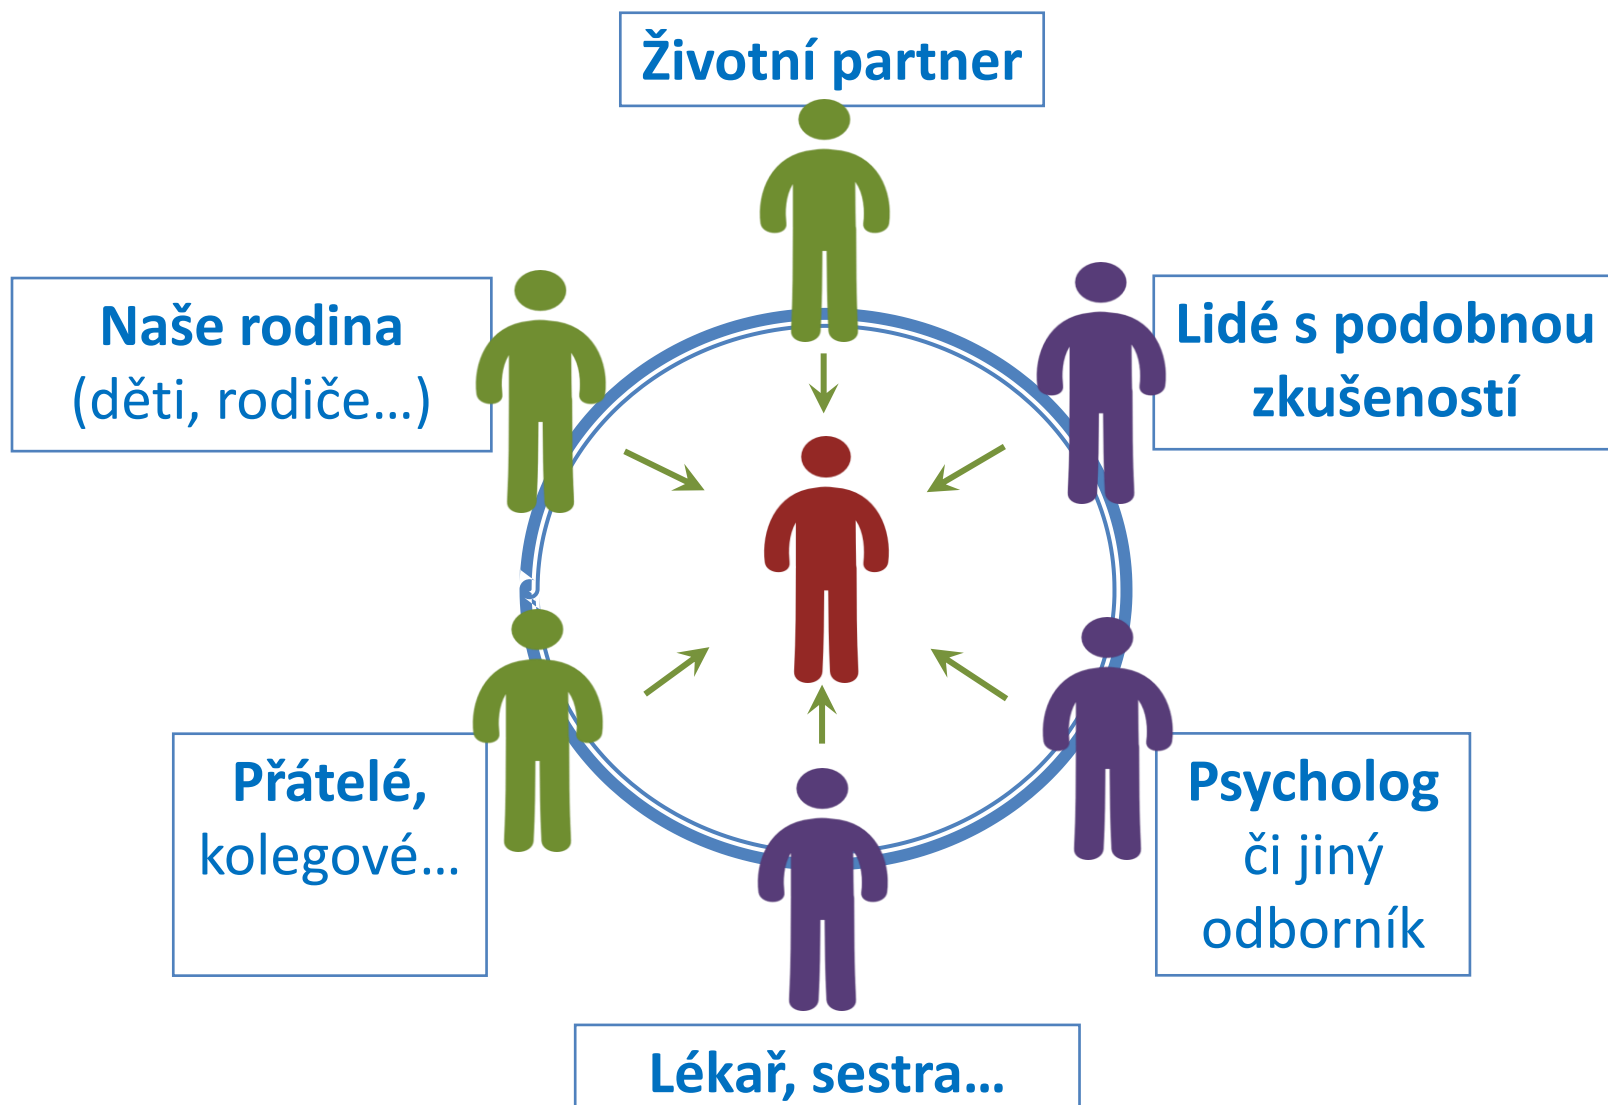 Životní partner
Naše rodina
(děti, rodiče…)
Lidé s podobnou
zkušeností
Přátelé,
kolegové…
Psycholog
či jiný
odborník
Lékař, sestra…